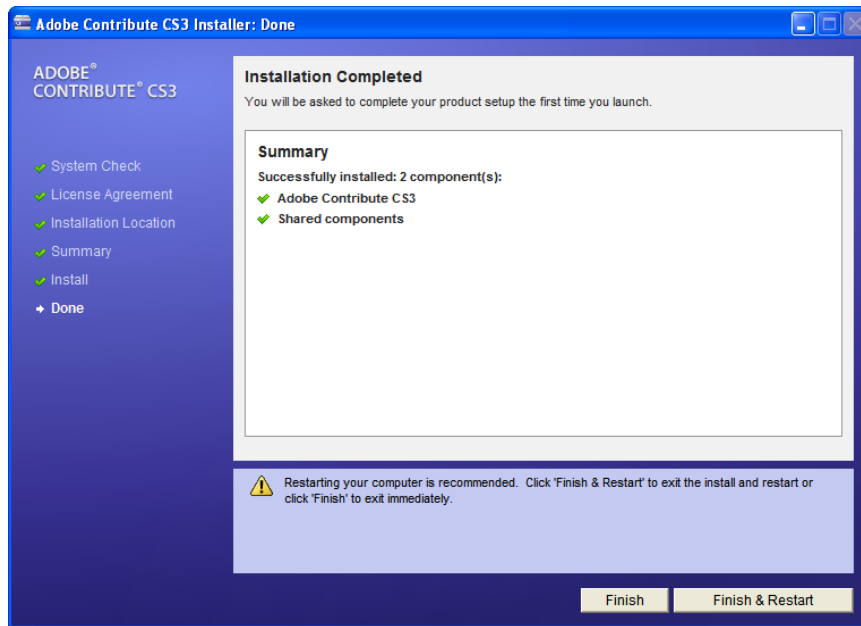 Adobe Contribute CS3 Installer: Done
ADOBE®
CONTRIBUTE® CS3
System Check
License Agreement
Installation Location
Summary
Install
Done
Installation Completed
You will be asked to complete your product setup the first time you launch.
Summary
Successfully installed: 2 component(s):
Adobe Contribute CS3
Shared components
Restarting your computer is recommended. Click 'Finish & Restart' to exit the install and restart or
click 'Finish' to exit immediately.
Finish
Finish & Restart